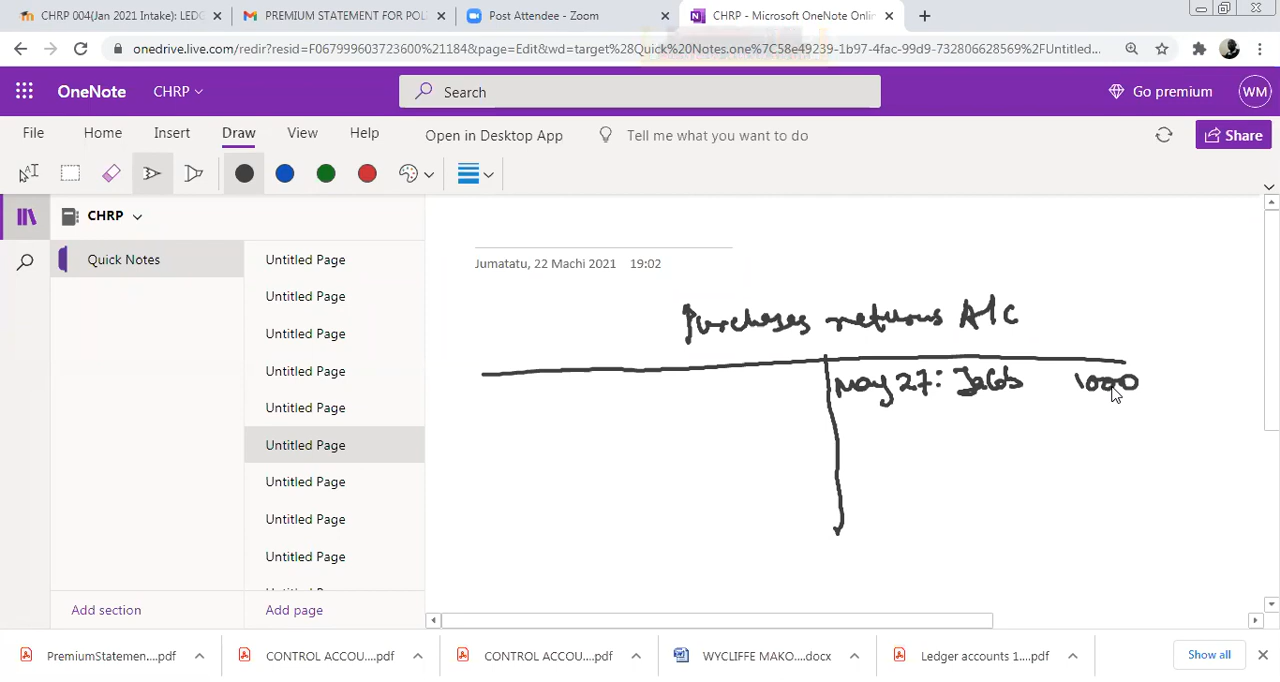 CHRP 004(Jan 2021 Intake): LEDG
PREMIUM STATEMENT FOR POL
Post Attendee - Zoom
CHRP - Microsoft OneNote Onlin
onedrive.live.com/redir?resid=F067999603723600%21184&page=Edit&wd=target%28Quick%20Notes.one%7C58e49239-1b97-4fac-99d9-732806628569%2FUntitled...
OneNote
CHRP
Search
Go premium
WM
File
Home
Insert
Draw
View
Help
Open in Desktop App
Tell me what you want to do
Share
CHRP
Quick Notes
Untitled Page
Untitled Page
Untitled Page
Untitled Page
Untitled Page
Untitled Page
Untitled Page
Untitled Page
Untitled Page
Add section
Add page
Jumatatu, 22 Machi 2021 19:02
Purchases returns A/C
May 27: Jacob 1000
PremiumStatemen....pdf
CONTROL ACCOU....pdf
CONTROL ACCOU....pdf
WYCLIFFE MAKO....docx
Ledger accounts 1....pdf
Show all